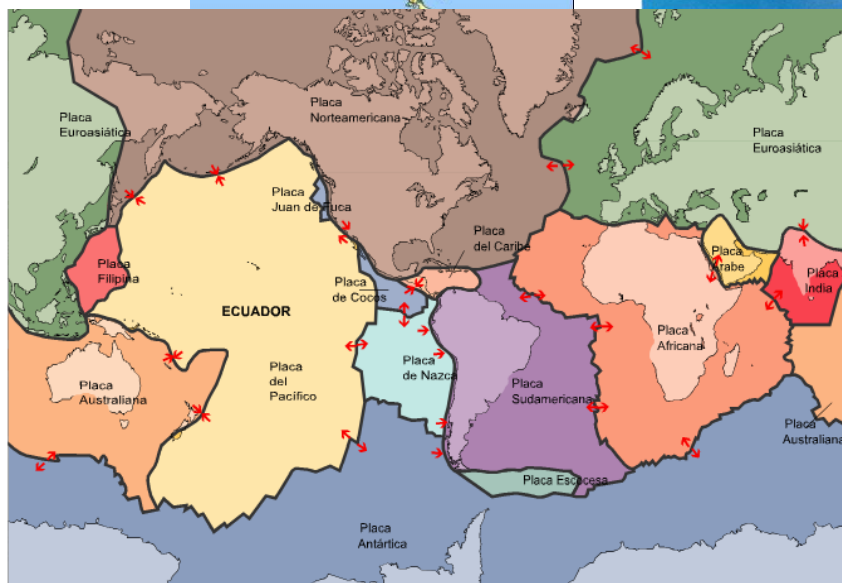 Placa
Norteamericana
Placa
Euroasiática
Placa
Euroasiática
Placa
Juan de Fuca
Placa
del Caribe
Placa
Filipina
Placa
Arabe
Placa
India
Placa
de Cocos
ECUADOR
Placa
Africana
Placa
de Nazca
Placa
del
Pacífico
Placa
Australiana
Placa
Sudamericana
Placa
Australiana
Placa Escocesa
Placa
Antártica